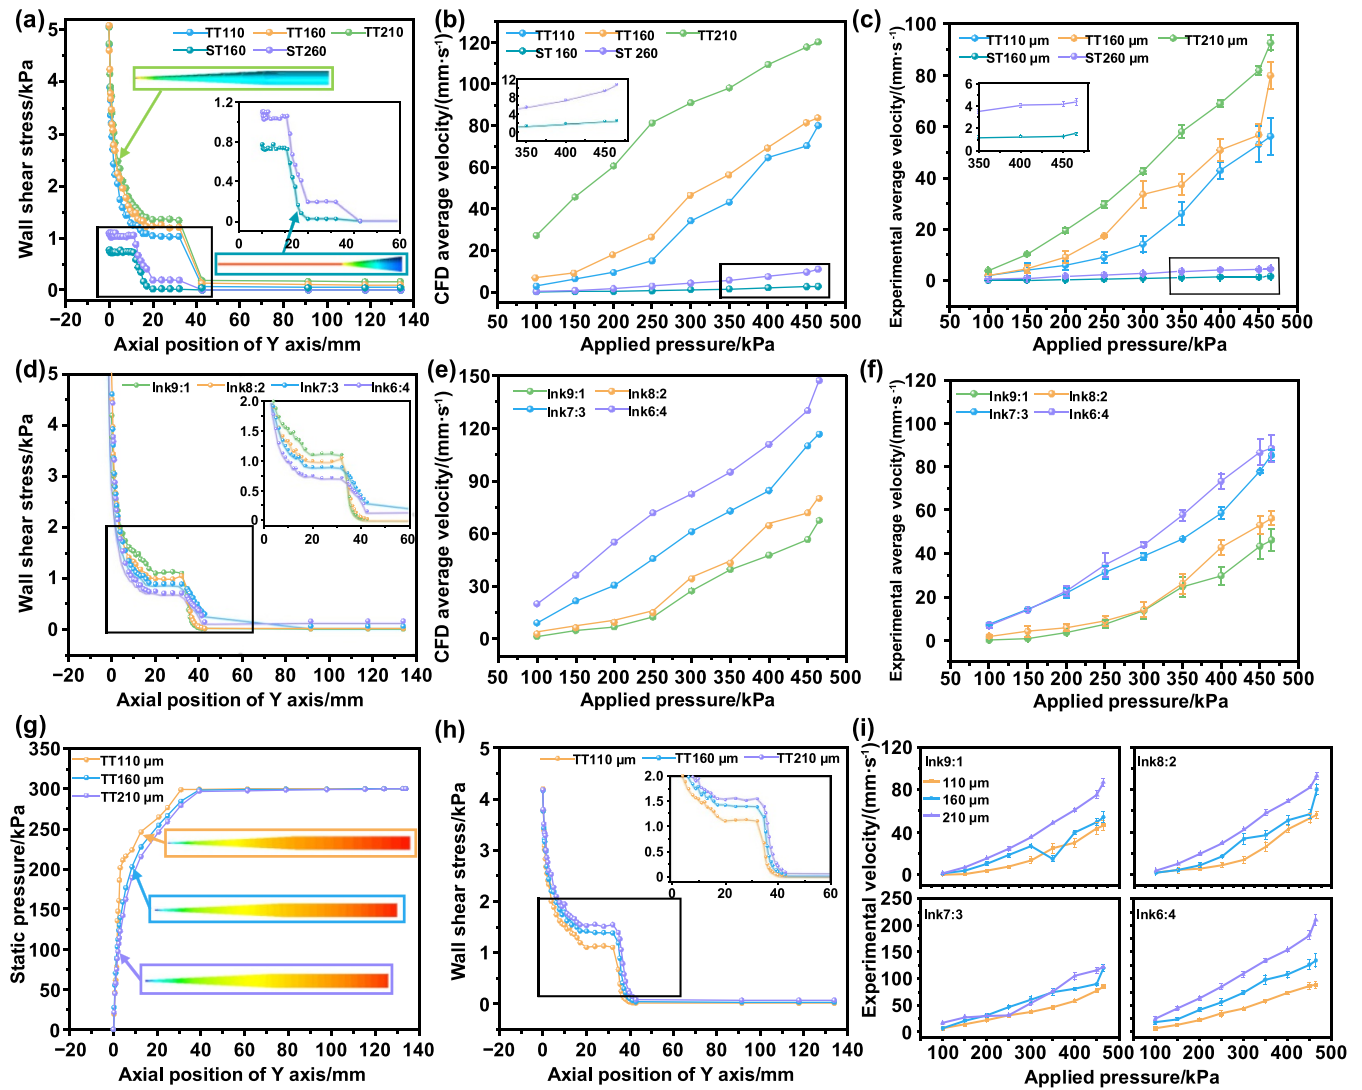 (a)
Wall shear stress/kPa
5
4
3
2
1
0
TT110 TT160 TT210
ST160 ST260
1.2
0.8
0.4
0
0 20 40 60
−20 0 20 40 60 80 100 120 140
Axial position of Y axis/mm
(b)
CFD average velocity/(mm·s⁻¹)
120
100
80
60
40
20
0
TT110 TT160 TT210
ST 160 ST 260
12
8
4
0
350 400 450
50 100 150 200 250 300 350 400 450 500
Applied pressure/kPa
(c)
Experimental average velocity/(mm·s⁻¹)
100
80
60
40
20
0
TT110 μm TT160 μm TT210 μm
ST160 μm ST260 μm
6
4
2
0
350 400 450
50 100 150 200 250 300 350 400 450 500
Applied pressure/kPa
(d)
Wall shear stress/kPa
5
4
3
2
1
0
Ink9:1 Ink8:2 Ink7:3 Ink6:4
2.0
1.5
1.0
0.5
0
0 20 40 60
−20 0 20 40 60 80 100 120 140
Axial position of Y axis/mm
(e)
CFD average velocity/(mm·s⁻¹)
150
120
90
60
30
0
Ink9:1 Ink8:2
Ink7:3 Ink6:4
50 100 150 200 250 300 350 400 450 500
Applied pressure/kPa
(f)
Experimental average velocity/(mm·s⁻¹)
120
100
80
60
40
20
0
Ink9:1 Ink8:2
Ink7:3 Ink6:4
50 100 150 200 250 300 350 400 450 500
Applied pressure/kPa
(g)
Static pressure/kPa
350
300
250
200
150
100
50
0
TT110 μm
TT160 μm
TT210 μm
−20 0 20 40 60 80 100 120 140
Axial position of Y axis/mm
(h)
Wall shear stress/kPa
5
4
3
2
1
0
TT110 μm TT160 μm TT210 μm
2.0
1.5
1.0
0.5
0
0 20 40 60
−20 0 20 40 60 80 100 120 140
Axial position of Y axis/mm
(i)
Experimental velocity/(mm·s⁻¹)
120
80
40
0
Ink9:1
110 μm
160 μm
210 μm
Ink8:2
250
200
150
100
50
0
Ink7:3
Ink6:4
100 200 300 400 500
100 200 300 400 500
Applied pressure/kPa